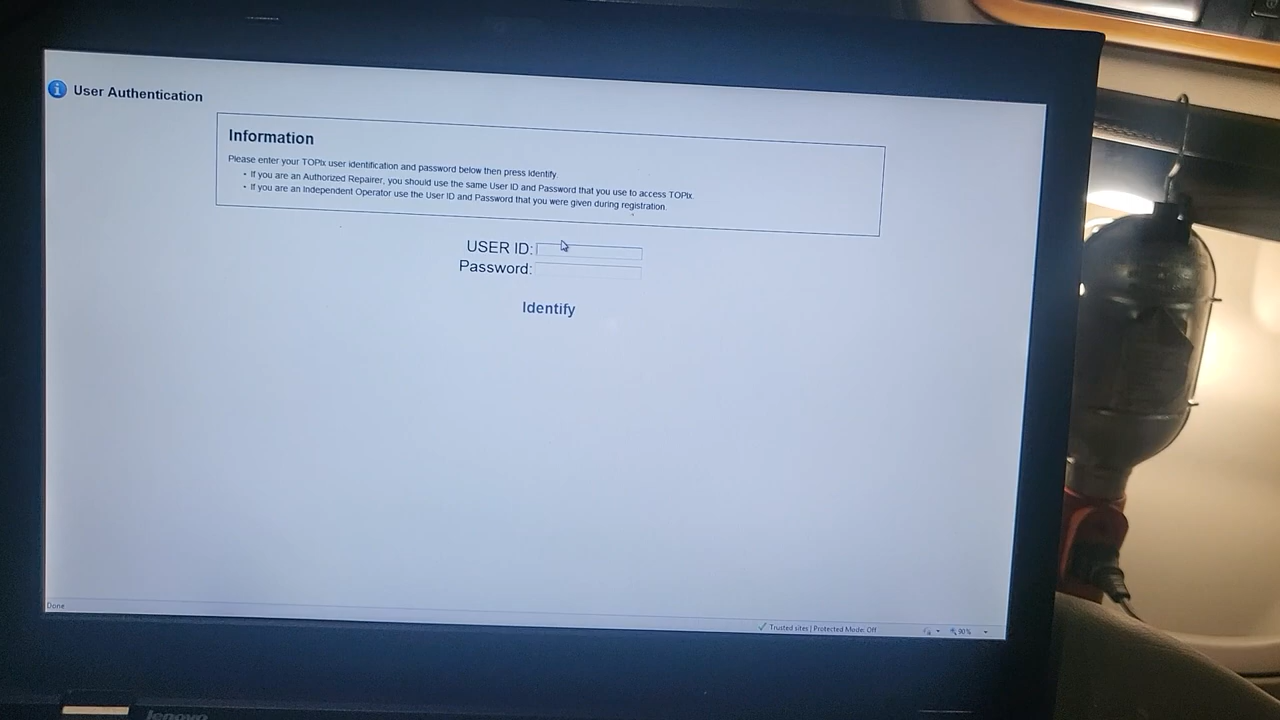 User Authentication
Information
Please enter your TOPIx user identification and password below then press Identify
• If you are an Authorized Repairer, you should use the same User ID and Password that you use to access TOPIx.
• If you are an Independent Operator use the User ID and Password that you were given during registration.
USER ID:
Password:
Identify
Done
Trusted sites | Protected Mode: Off
90%
lenovo